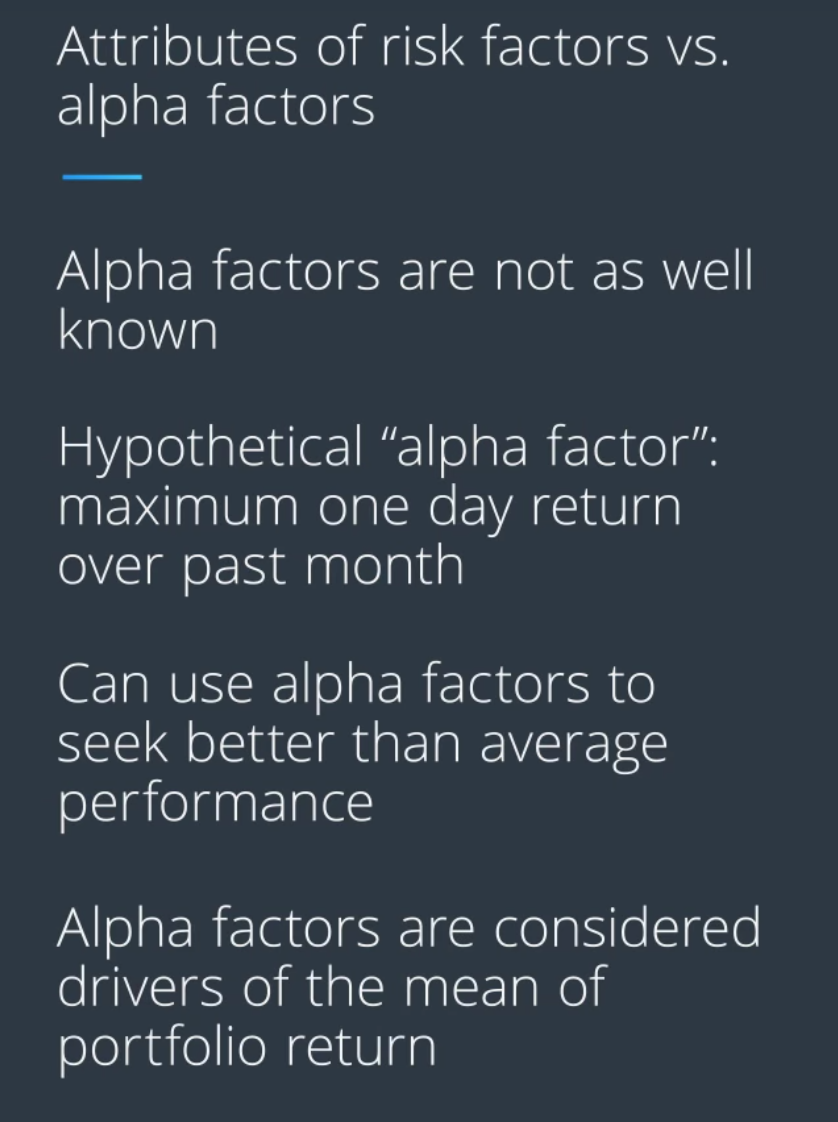 Attributes of risk factors vs.
alpha factors
Alpha factors are not as well
known
Hypothetical “alpha factor”:
maximum one day return
over past month
Can use alpha factors to
seek better than average
performance
Alpha factors are considered
drivers of the mean of
portfolio return